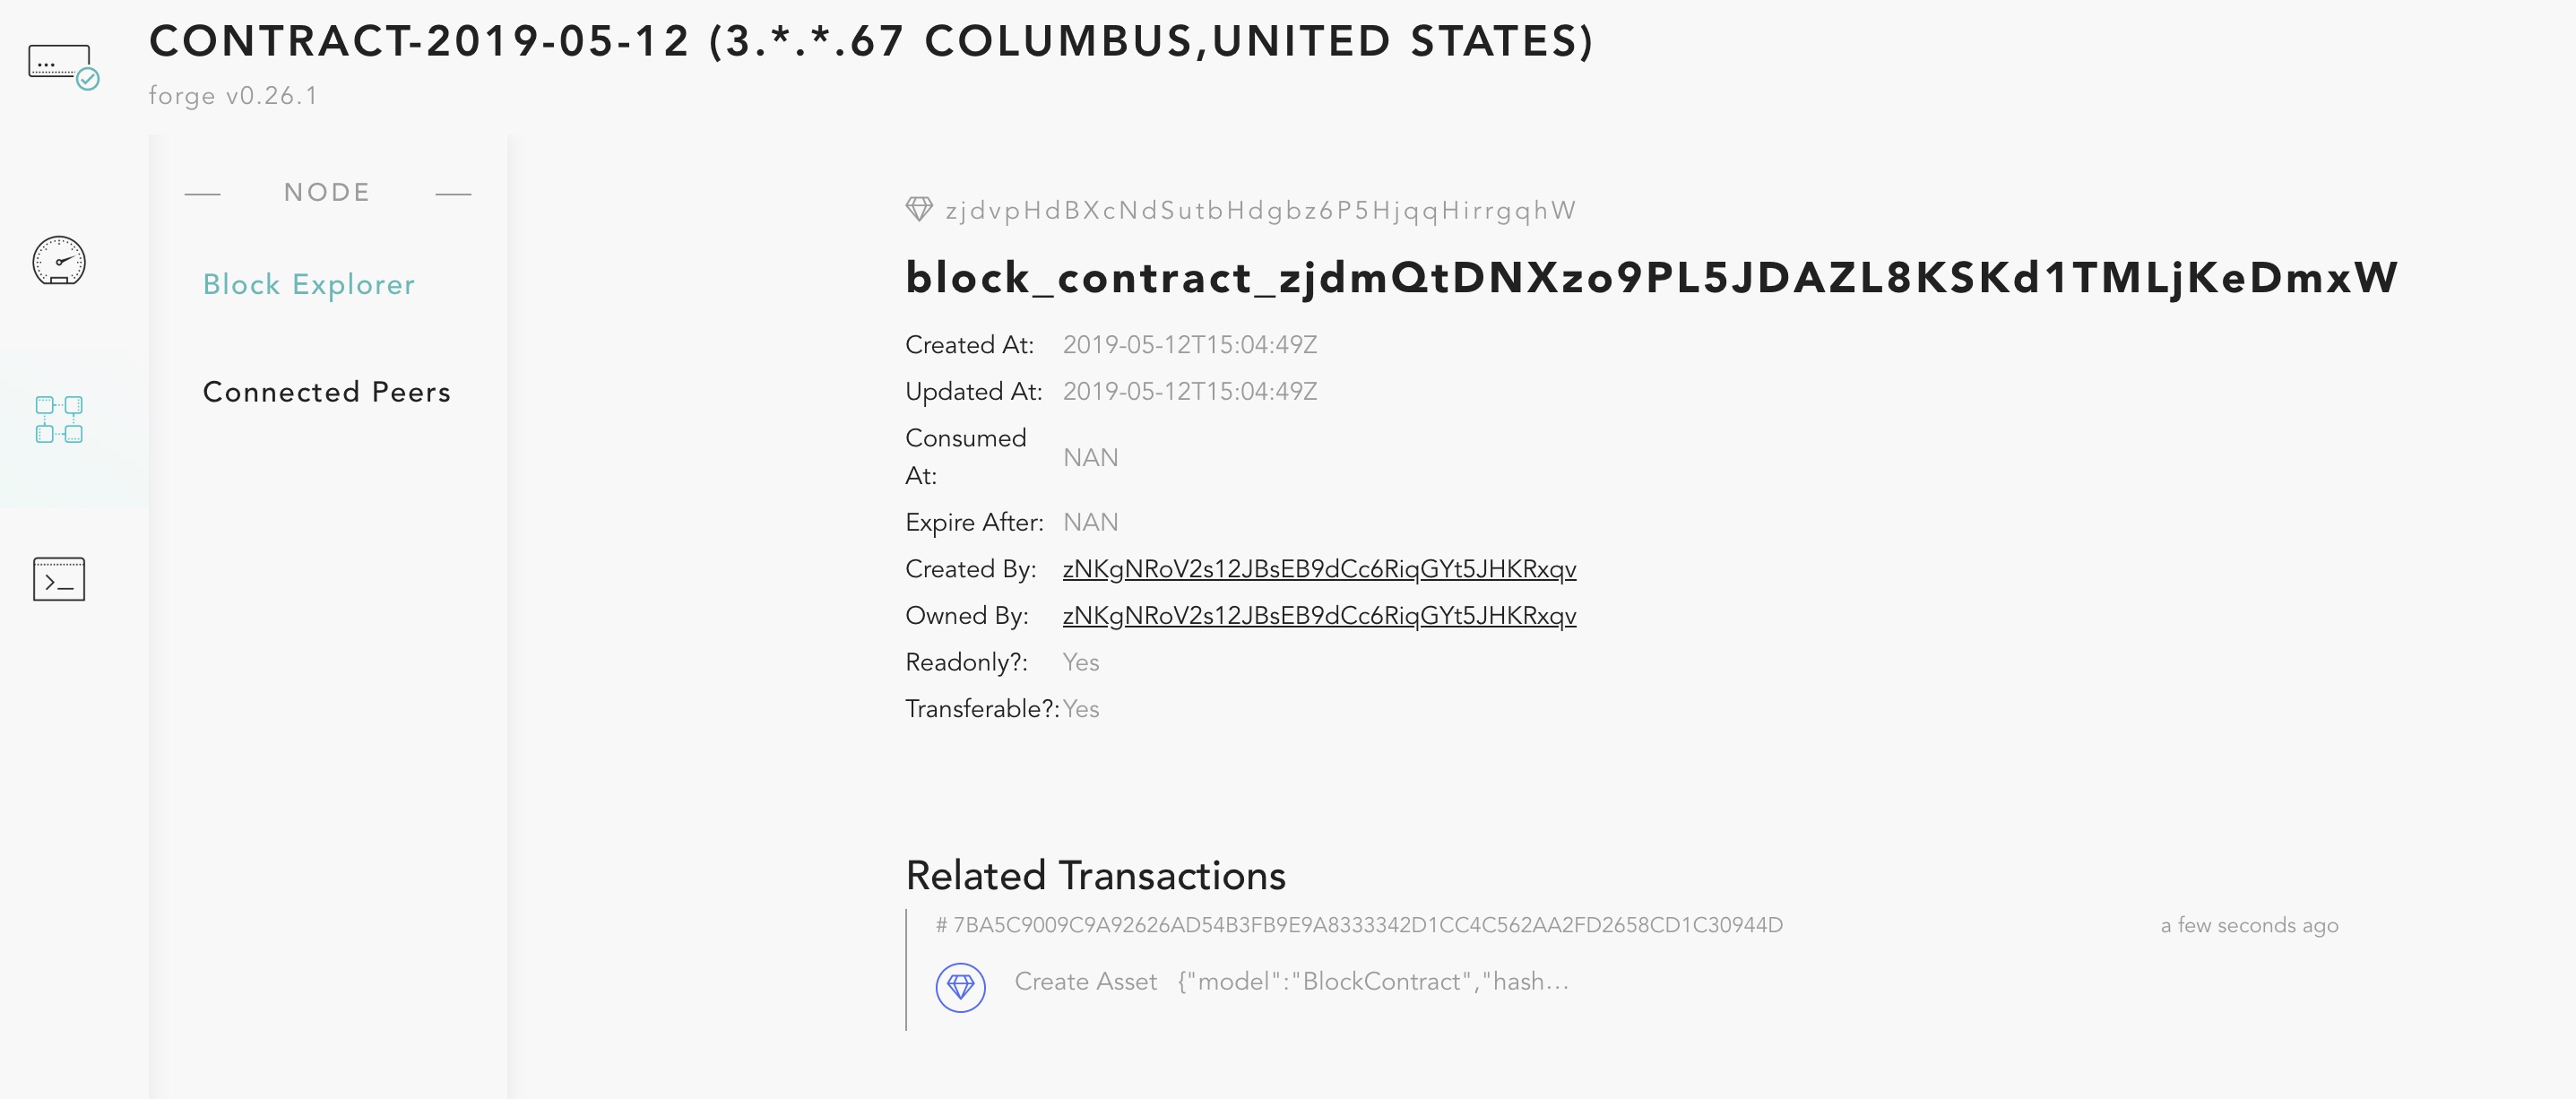 CONTRACT-2019-05-12 (3.*.*.67 COLUMBUS,UNITED STATES)
forge v0.26.1
NODE
Block Explorer
Connected Peers
zjdvpHdBXcNdSutbHdgbz6P5HjqqHirrgqhW
block_contract_zjdmQtDNXzo9PL5JDAZL8KSKd1TMLjKeDmxW
Created At: 2019-05-12T15:04:49Z
Updated At: 2019-05-12T15:04:49Z
Consumed
At: NAN
Expire After: NAN
Created By: zNKgNRoV2s12JBsEB9dCc6RiqGYt5JHKRxqv
Owned By: zNKgNRoV2s12JBsEB9dCc6RiqGYt5JHKRxqv
Readonly?: Yes
Transferable?: Yes
Related Transactions
# 7BA5C9009C9A92626AD54B3FB9E9A8333342D1CC4C562AA2FD2658CD1C30944D a few seconds ago
Create Asset {"model":"BlockContract","hash...